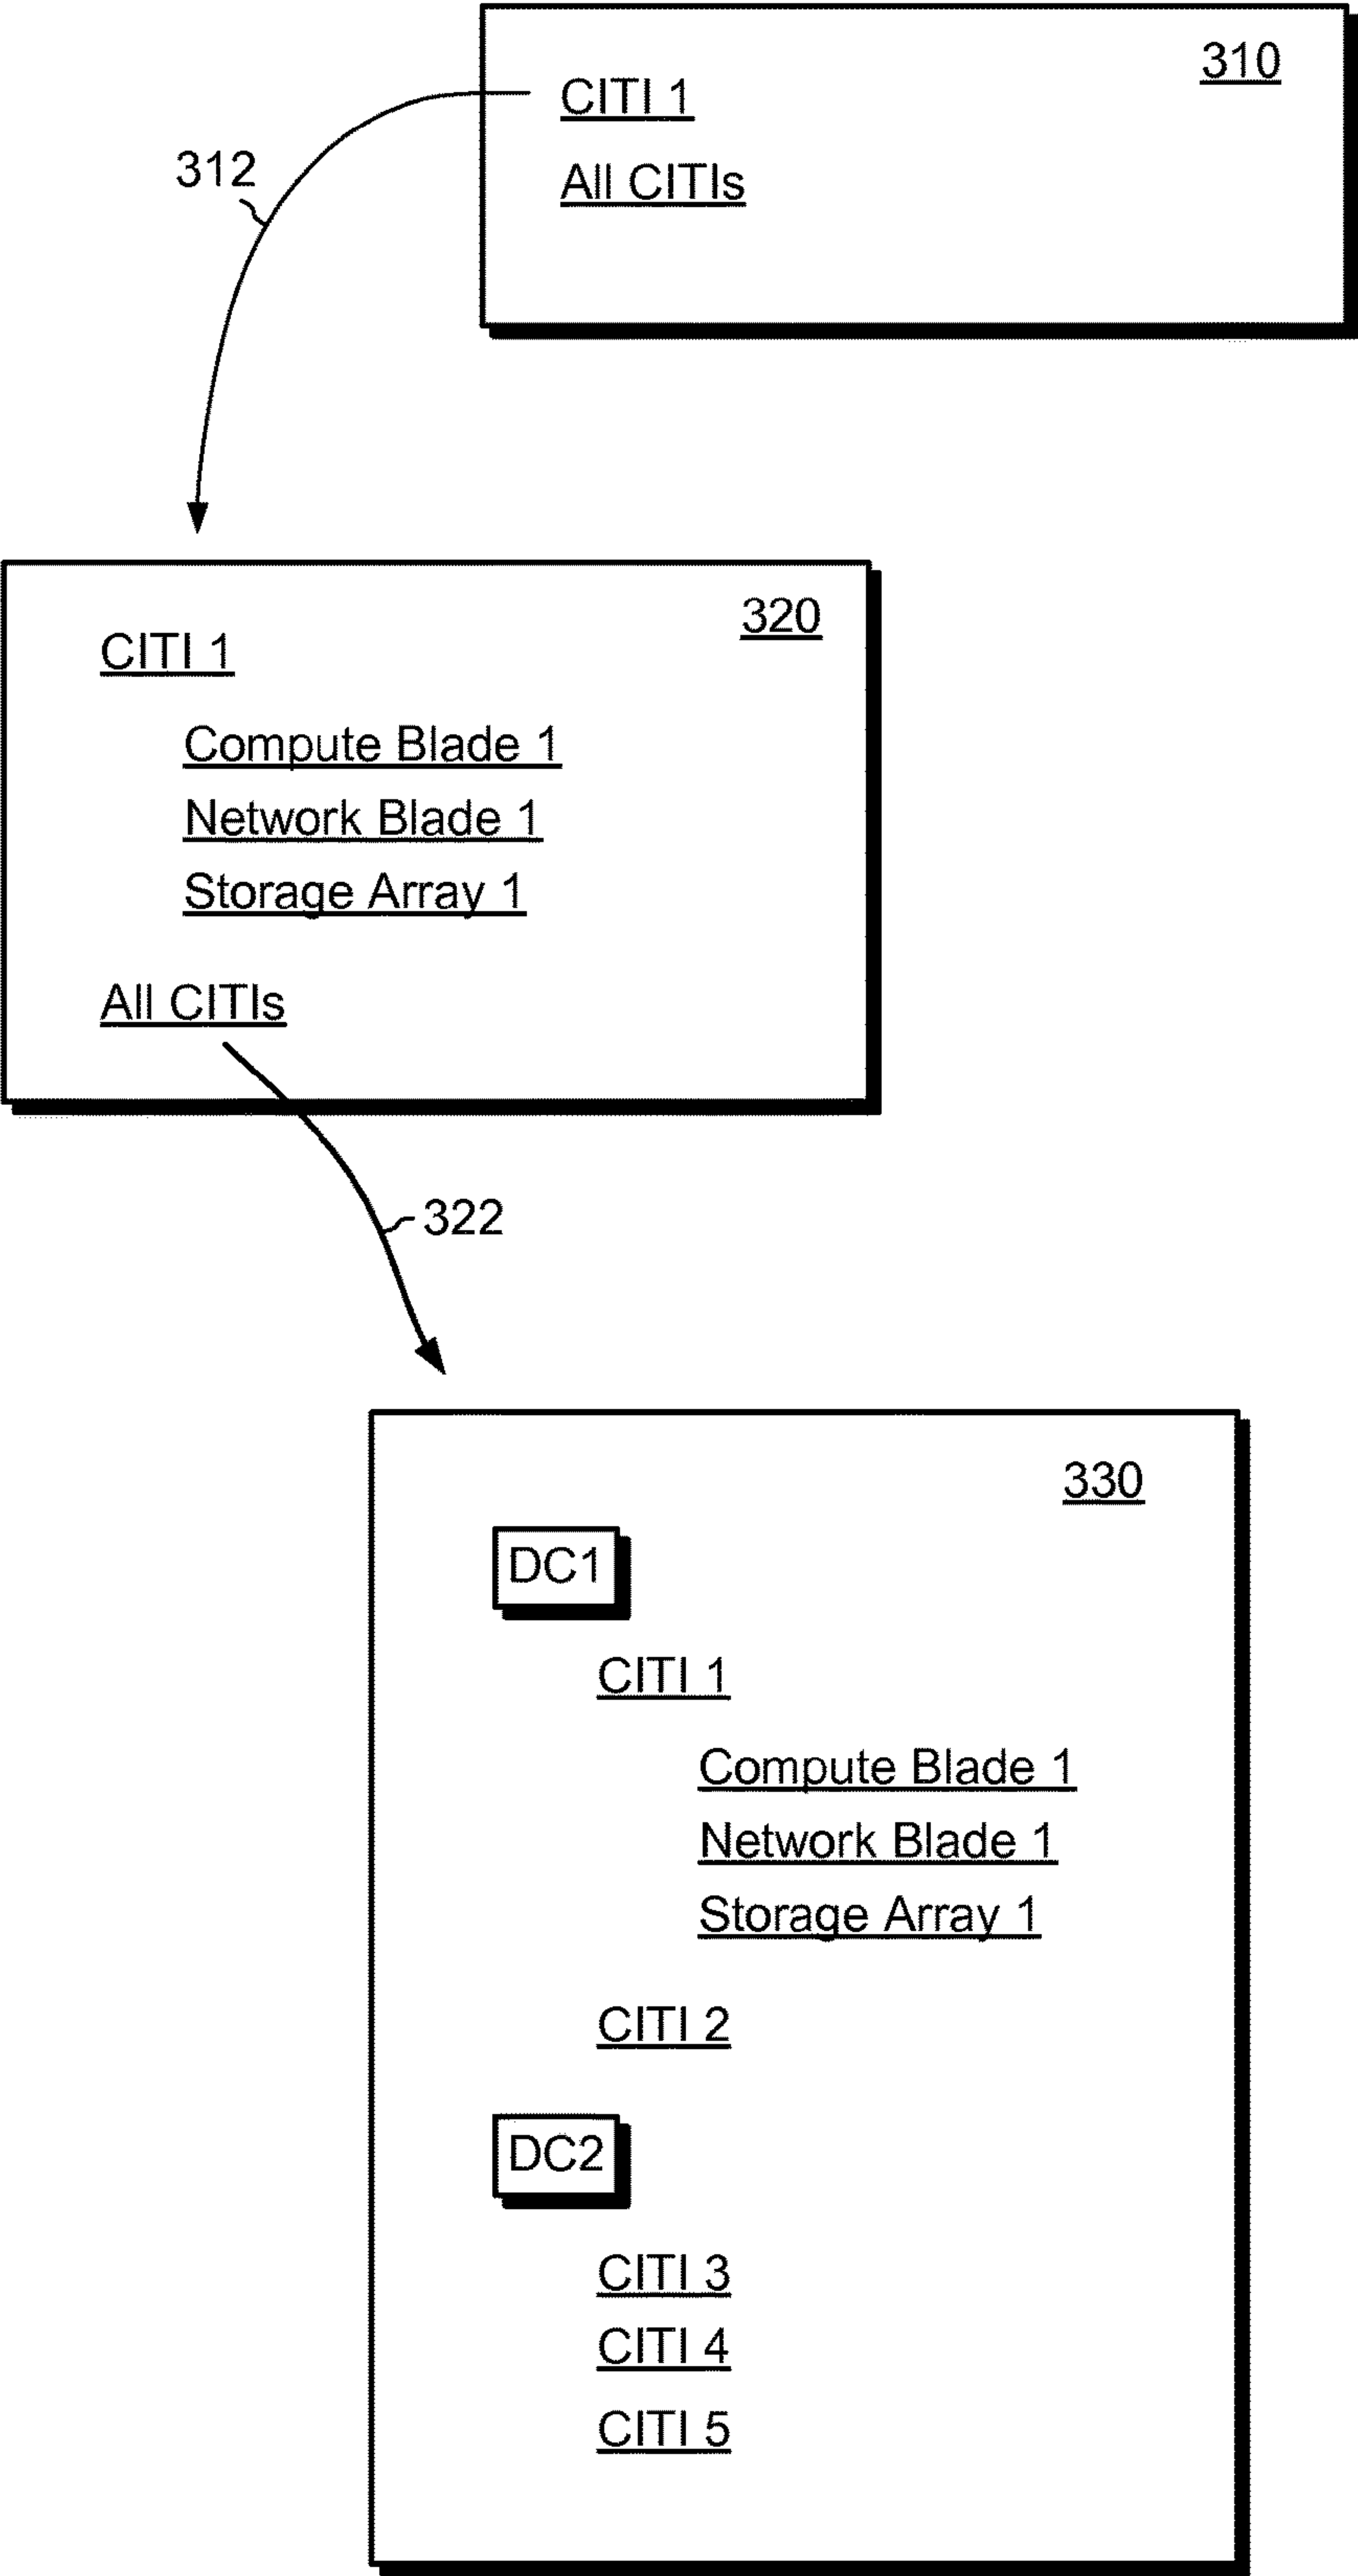 310
CITI 1
All CITIs
312
320
CITI 1
Compute Blade 1
Network Blade 1
Storage Array 1
All CITIs
322
330
DC1
CITI 1
Compute Blade 1
Network Blade 1
Storage Array 1
CITI 2
DC2
CITI 3
CITI 4
CITI 5